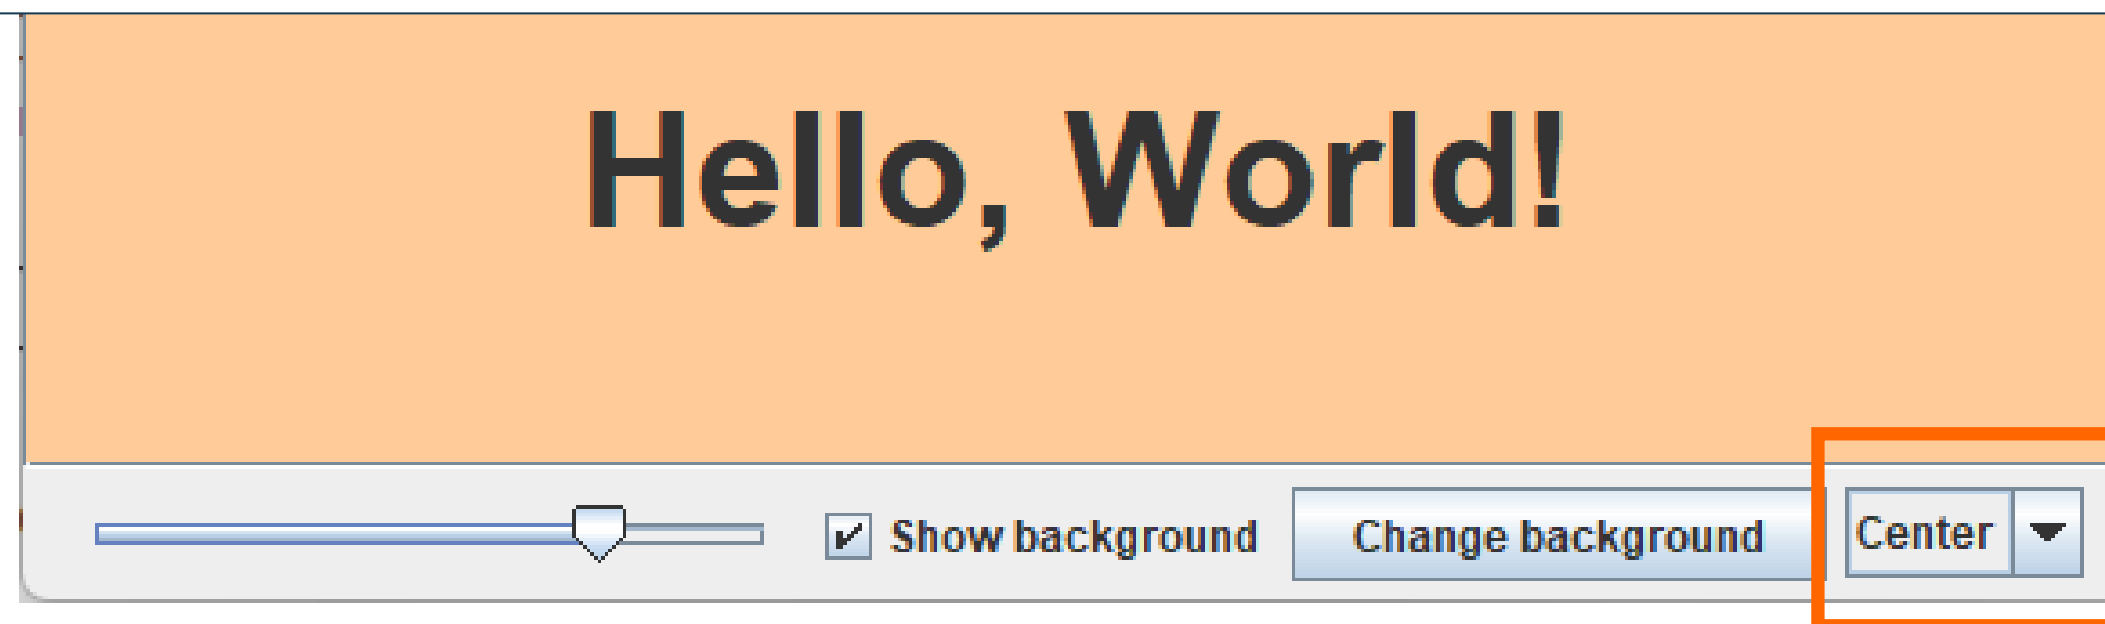 Hello, World!
Show background Change background Center